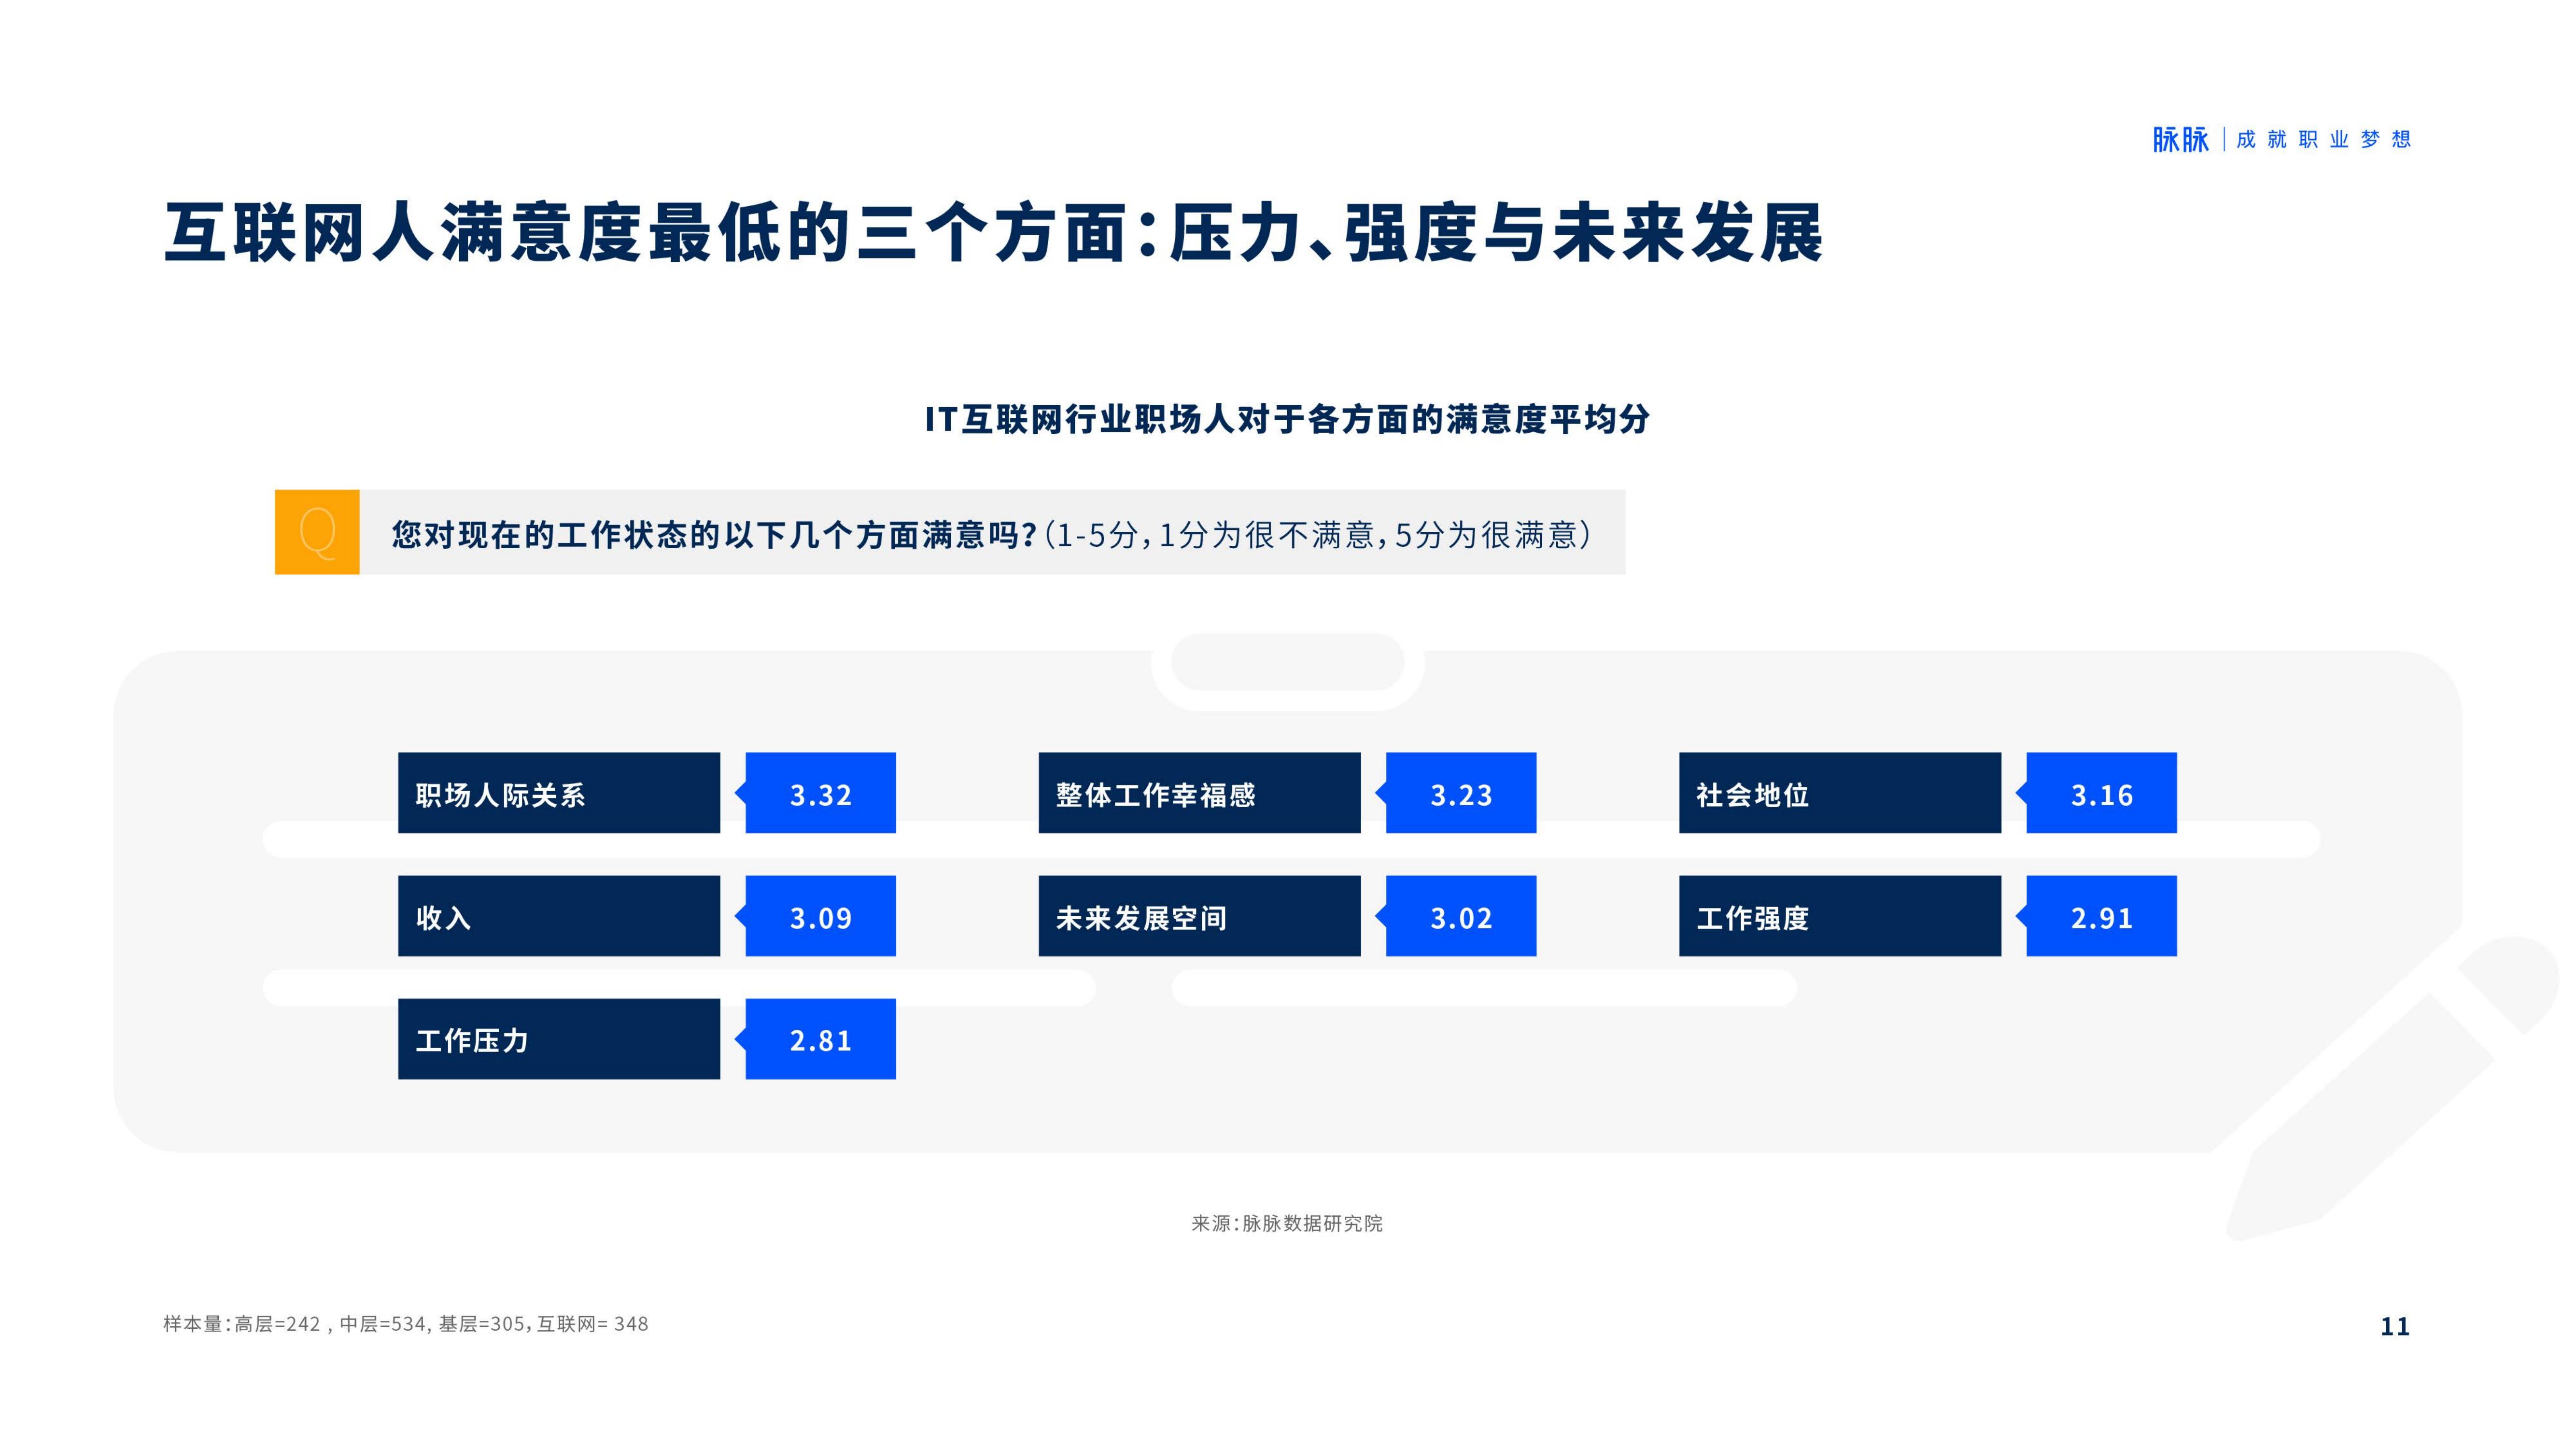 脉脉 | 成就职业梦想
互联网人满意度最低的三个方面：压力、强度与未来发展
IT互联网行业职场人对于各方面的满意度平均分
Q 您对现在的工作状态的以下几个方面满意吗？（1-5分，1分为很不满意，5分为很满意）
职场人际关系 3.32 整体工作幸福感 3.23 社会地位 3.16
收入 3.09 未来发展空间 3.02 工作强度 2.91
工作压力 2.81
来源：脉脉数据研究院
样本量：高层=242 , 中层=534, 基层=305，互联网= 348
11